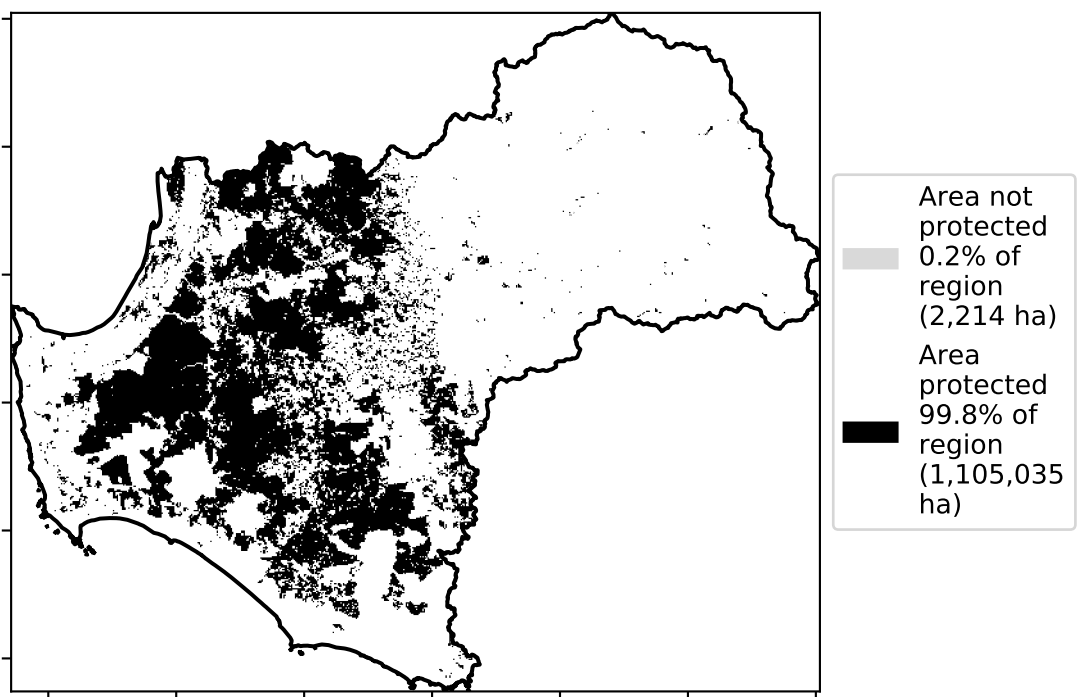 Area not
protected
0.2% of
region
(2,214 ha)
Area
protected
99.8% of
region
(1,105,035
ha)